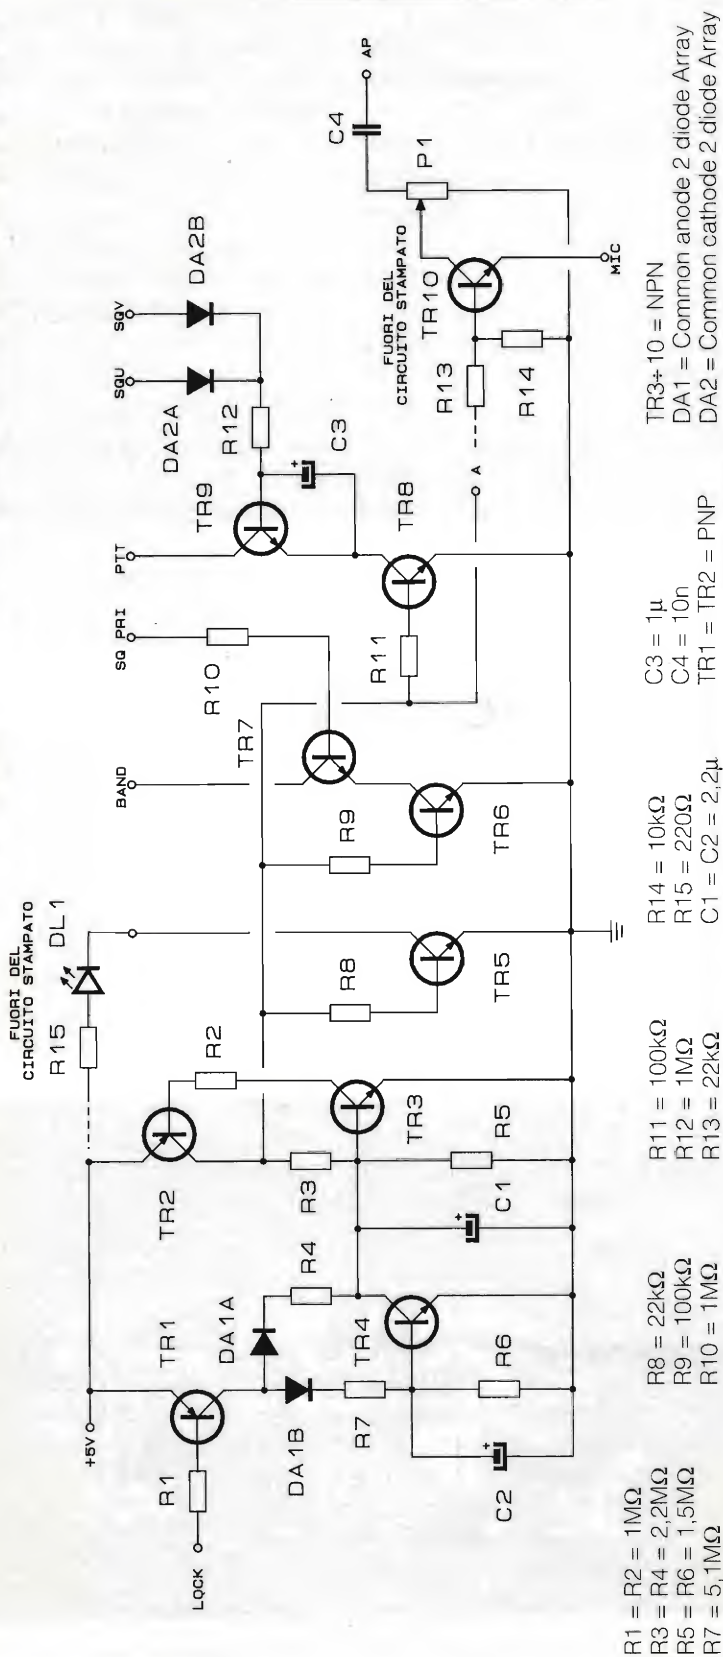 FUORI DEL
CIRCUITO STAMPATO
+5V
LOCK
R1
TR1
DA1A
DA1B
R4
R7
TR4
R6
C2
C1
TR2
R2
R3
TR3
R5
R15
DL1
R8
TR5
BAND
R9
TR6
TR7
R10
SQ PRI
PTT
TR9
R11
TR8
C3
R12
DA2A
DA2B
SQU
SQV
A
R13
R14
FUORI DEL
CIRCUITO STAMPATO
TR10
P1
C4
AP
MIC
R1 = R2 = 1MΩ
R3 = R4 = 2,2MΩ
R5 = R6 = 1,5MΩ
R7 = 5,1MΩ
R8 = 22kΩ
R9 = 100kΩ
R10 = 1MΩ
R11 = 100kΩ
R12 = 1MΩ
R13 = 22kΩ
R14 = 10kΩ
R15 = 220Ω
C1 = C2 = 2,2µ
C3 = 1µ
C4 = 10n
TR1 = TR2 = PNP
TR3÷10 = NPN
DA1 = Common anode 2 diode Array
DA2 = Common cathode 2 diode Array